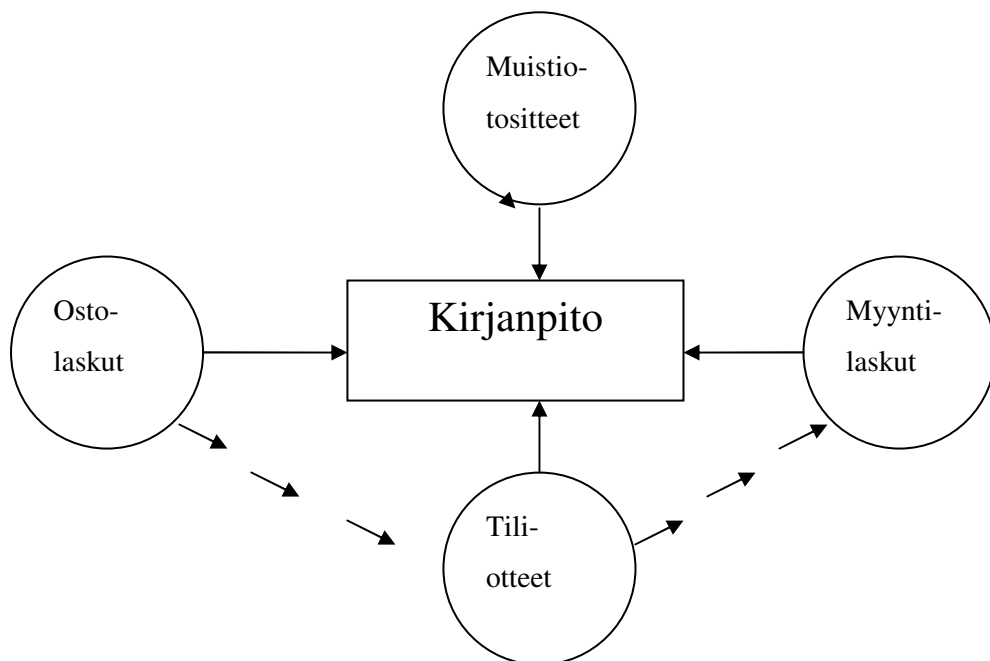 Muistio-
tositteet
Osto-
laskut
Kirjanpito
Myynti-
laskut
Tili-
otteet